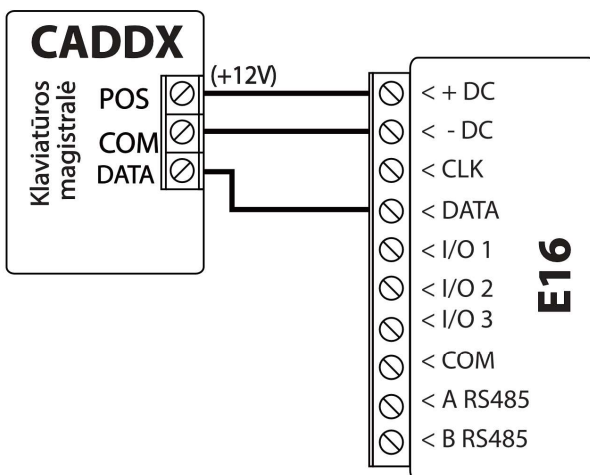 CADDX
Klaviatūros
magistralė
POS
COM
DATA
(+12V)
< + DC
< - DC
< CLK
< DATA
< I/O 1
< I/O 2
< I/O 3
< COM
< A RS485
< B RS485
E16